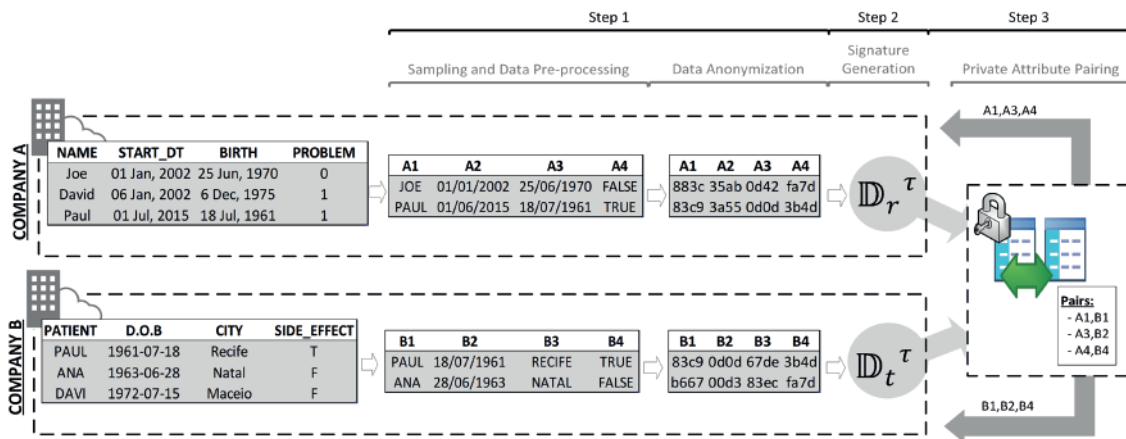 Step 1 Step 2 Step 3
Sampling and Data Pre-processing Data Anonymization Signature Generation Private Attribute Pairing
COMPANY A
NAME START_DT BIRTH PROBLEM
Joe 01 Jan, 2002 25 Jun, 1970 0
David 06 Jan, 2002 6 Dec, 1975 1
Paul 01 Jul, 2015 18 Jul, 1961 1
A1 A2 A3 A4
JOE 01/01/2002 25/06/1970 FALSE
PAUL 01/06/2015 18/07/1961 TRUE
A1 A2 A3 A4
883c 35ab 0d42 fa7d
83c9 3a55 0d0d 3b4d
𝔻r τ
A1,A3,A4
Pairs:
- A1,B1
- A3,B2
- A4,B4
COMPANY B
PATIENT D.O.B CITY SIDE_EFFECT
PAUL 1961-07-18 Recife T
ANA 1963-06-28 Natal F
DAVI 1972-07-15 Maceio F
B1 B2 B3 B4
PAUL 18/07/1961 RECIFE TRUE
ANA 28/06/1963 NATAL FALSE
B1 B2 B3 B4
83c9 0d0d 67de 3b4d
b667 00d3 83ec fa7d
𝔻t τ
B1,B2,B4